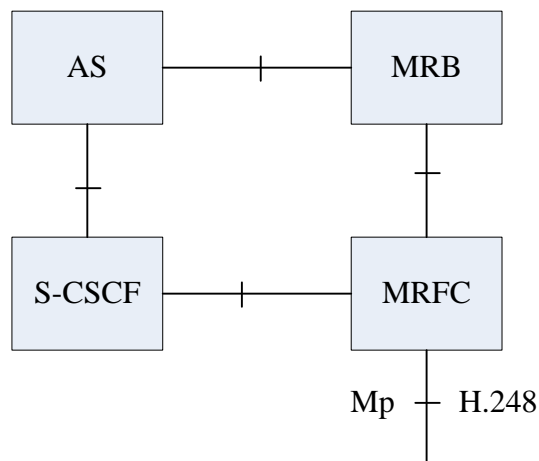 AS
MRB
S-CSCF
MRFC
Mp
H.248